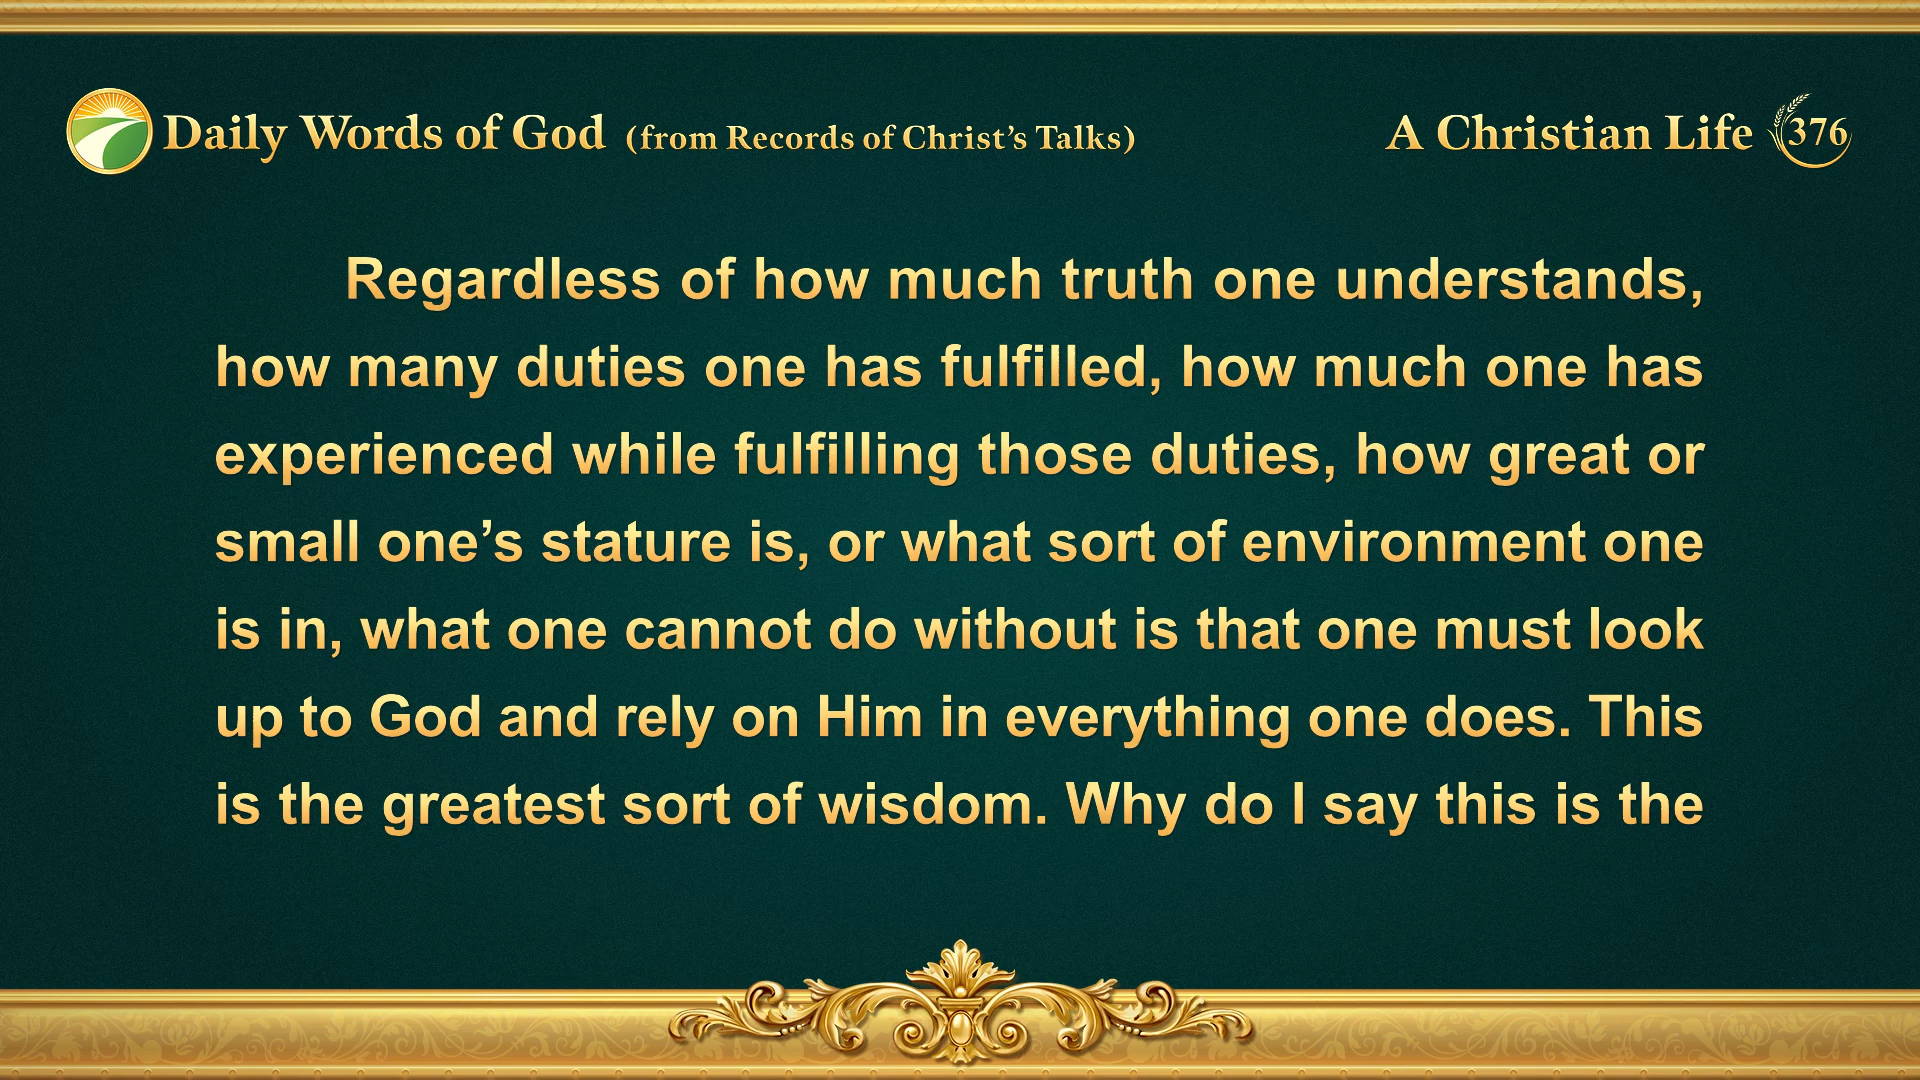 Daily Words of God (from Records of Christ’s Talks)
A Christian Life 376
Regardless of how much truth one understands,
how many duties one has fulfilled, how much one has
experienced while fulfilling those duties, how great or
small one’s stature is, or what sort of environment one
is in, what one cannot do without is that one must look
up to God and rely on Him in everything one does. This
is the greatest sort of wisdom. Why do I say this is the